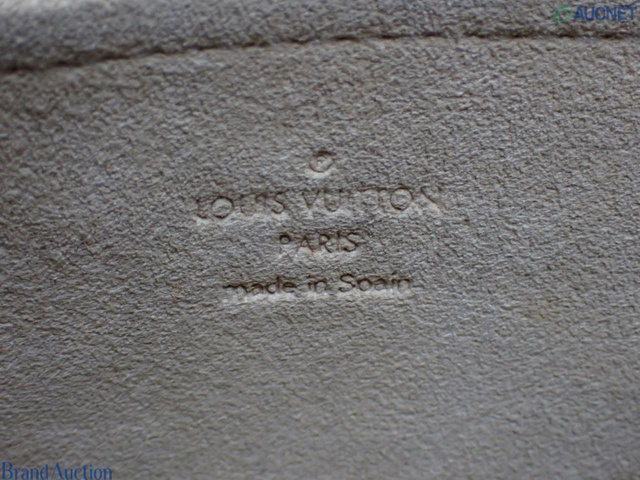 AUCNET
LOUIS VUITTON
PARIS
made in Spain
Brand Auction